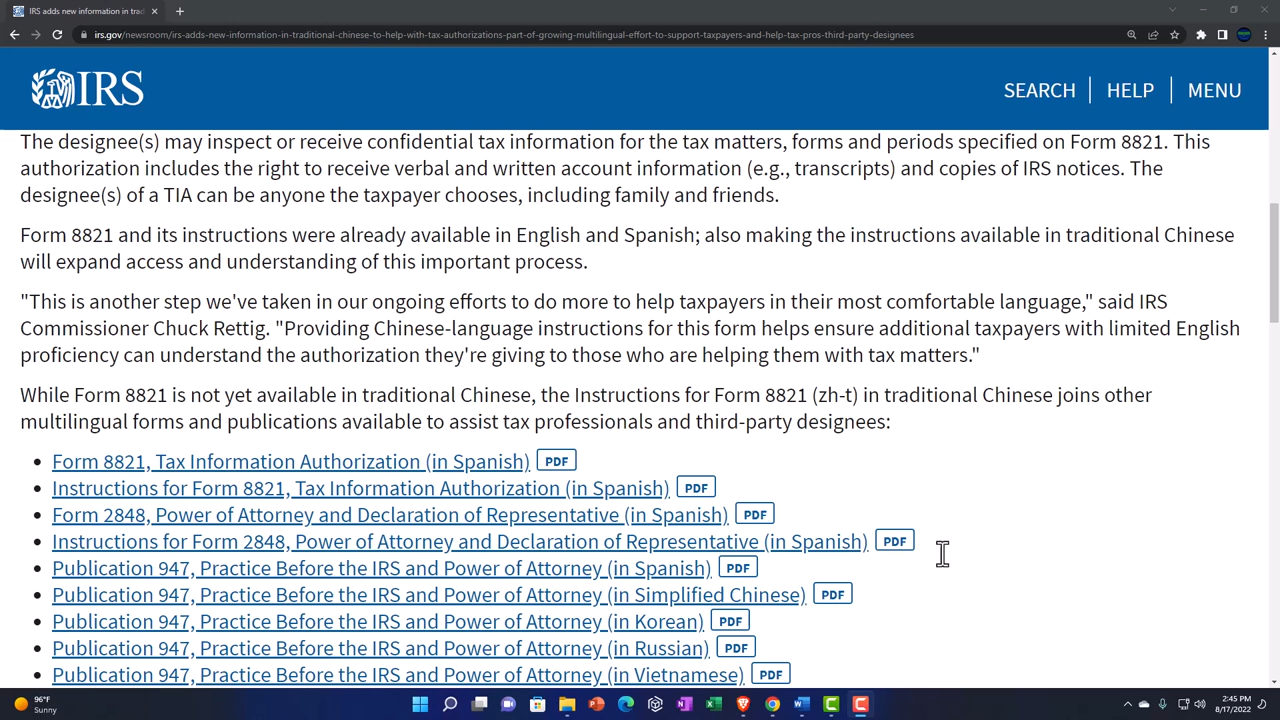 IRS adds new information in trad
irs.gov/newsroom/irs-adds-new-information-in-traditional-chinese-to-help-with-tax-authorizations-part-of-growing-multilingual-effort-to-support-taxpayers-and-help-tax-pros-third-party-designees
IRS
SEARCH
HELP
MENU
The designee(s) may inspect or receive confidential tax information for the tax matters, forms and periods specified on Form 8821. This
authorization includes the right to receive verbal and written account information (e.g., transcripts) and copies of IRS notices. The
designee(s) of a TIA can be anyone the taxpayer chooses, including family and friends.
Form 8821 and its instructions were already available in English and Spanish; also making the instructions available in traditional Chinese
will expand access and understanding of this important process.
"This is another step we've taken in our ongoing efforts to do more to help taxpayers in their most comfortable language," said IRS
Commissioner Chuck Rettig. "Providing Chinese-language instructions for this form helps ensure additional taxpayers with limited English
proficiency can understand the authorization they're giving to those who are helping them with tax matters."
While Form 8821 is not yet available in traditional Chinese, the Instructions for Form 8821 (zh-t) in traditional Chinese joins other
multilingual forms and publications available to assist tax professionals and third-party designees:
Form 8821, Tax Information Authorization (in Spanish) PDF
Instructions for Form 8821, Tax Information Authorization (in Spanish) PDF
Form 2848, Power of Attorney and Declaration of Representative (in Spanish) PDF
Instructions for Form 2848, Power of Attorney and Declaration of Representative (in Spanish) PDF
Publication 947, Practice Before the IRS and Power of Attorney (in Spanish) PDF
Publication 947, Practice Before the IRS and Power of Attorney (in Simplified Chinese) PDF
Publication 947, Practice Before the IRS and Power of Attorney (in Korean) PDF
Publication 947, Practice Before the IRS and Power of Attorney (in Russian) PDF
Publication 947, Practice Before the IRS and Power of Attorney (in Vietnamese) PDF
96°F
Sunny
2:45 PM
8/17/2022